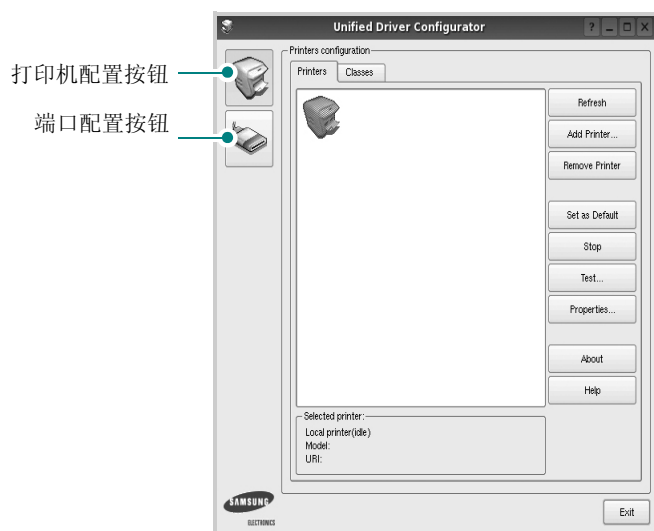 Unified Driver Configurator
打印机配置按钮
端口配置按钮
Printers configuration
Printers
Classes
Refresh
Add Printer...
Remove Printer
Set as Default
Stop
Test...
Properties...
About
Help
Selected printer:
Local printer(idle)
Model:
URI:
SAMSUNG
ELECTRONICS
Exit